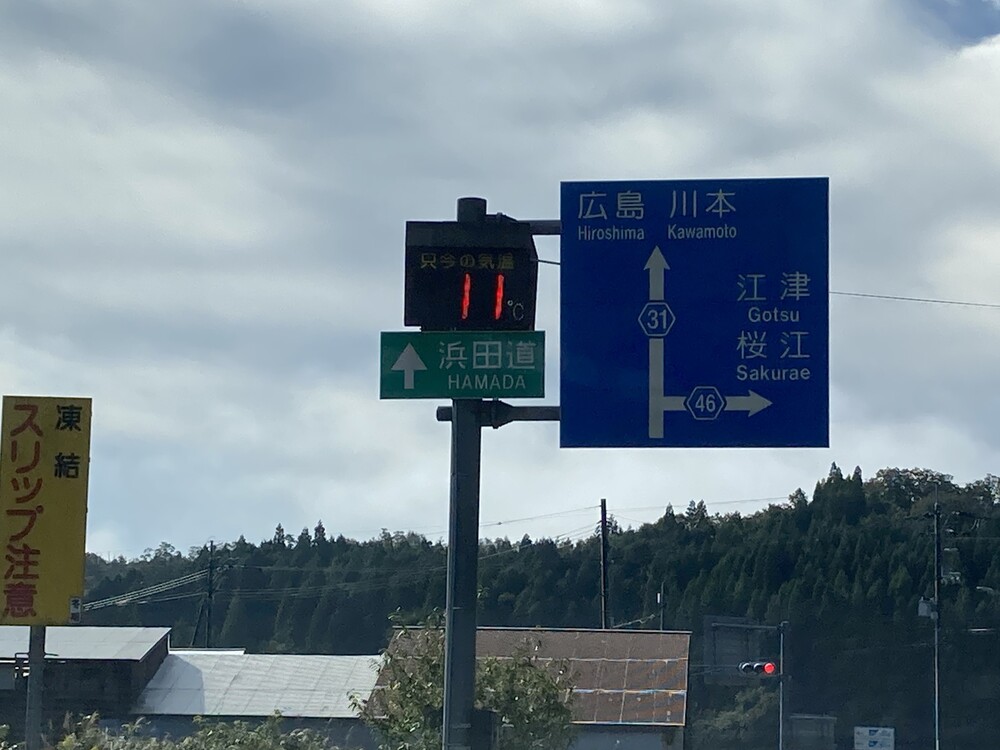 凍結
スリップ注意
只今の気温
11℃
浜田道
HAMADA
広島 川本
Hiroshima Kawamoto
31
江津
Gotsu
桜江
Sakurae
46